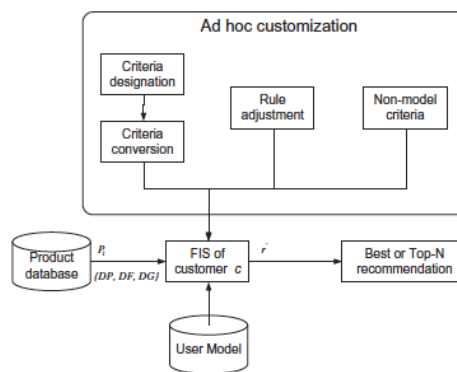 Ad hoc customization
Criteria
designation
Criteria
conversion
Rule
adjustment
Non-model
criteria
Product
database
P_i
{DP, DF, DG}
FIS of
customer c
r
Best or Top-N
recommendation
User Model